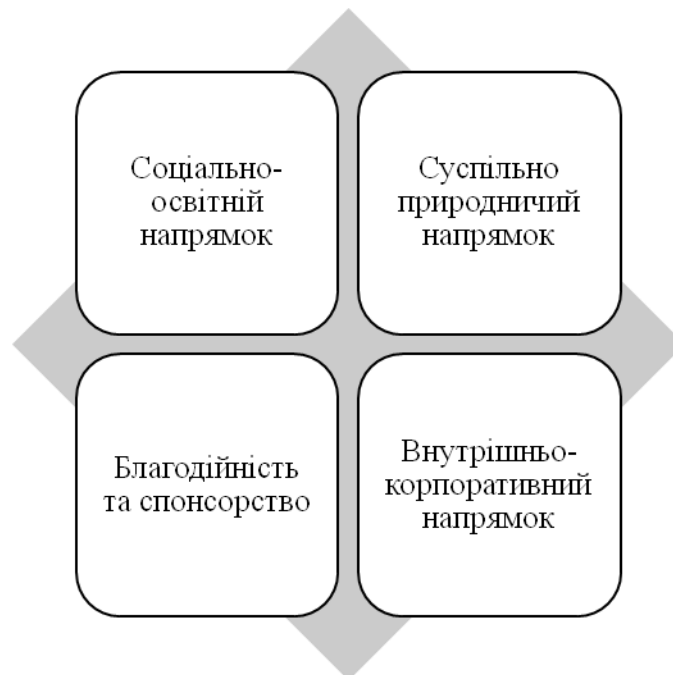 Соціально-
освітній
напрямок
Суспільно
природничий
напрямок
Благодійність
та спонсорство
Внутрішньо-
корпоративний
напрямок